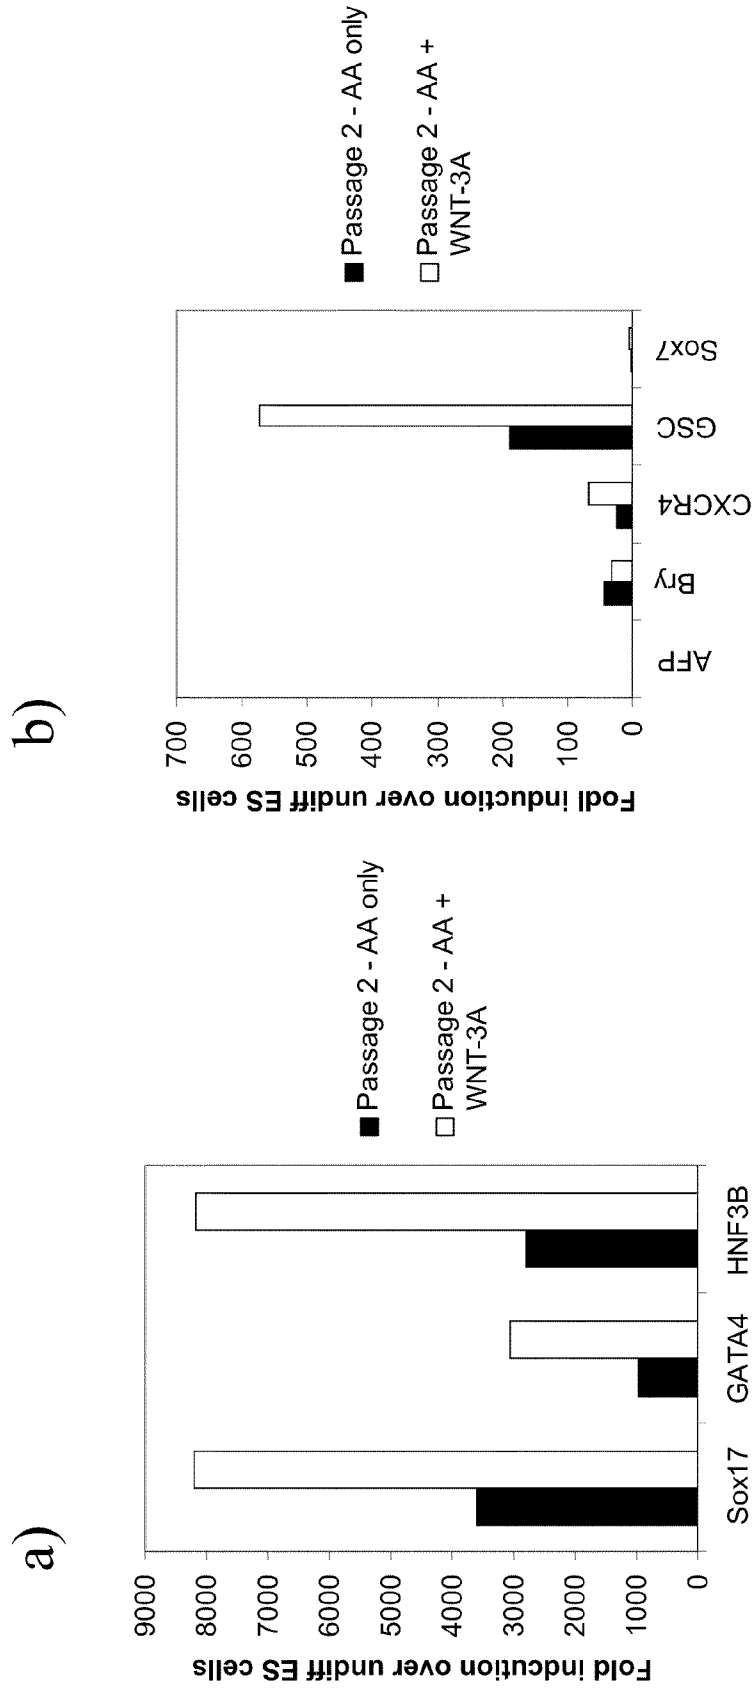 a)
Fold indcution over undiff ES cells
9000
8000
7000
6000
5000
4000
3000
2000
1000
0
Sox17
GATA4
HNF3B
Passage 2 - AA only
Passage 2 - AA +
WNT-3A
b)
Fodl induction over undiff ES cells
700
600
500
400
300
200
100
0
AFP
Bry
CXCR4
GSC
Sox7
Passage 2 - AA only
Passage 2 - AA +
WNT-3A